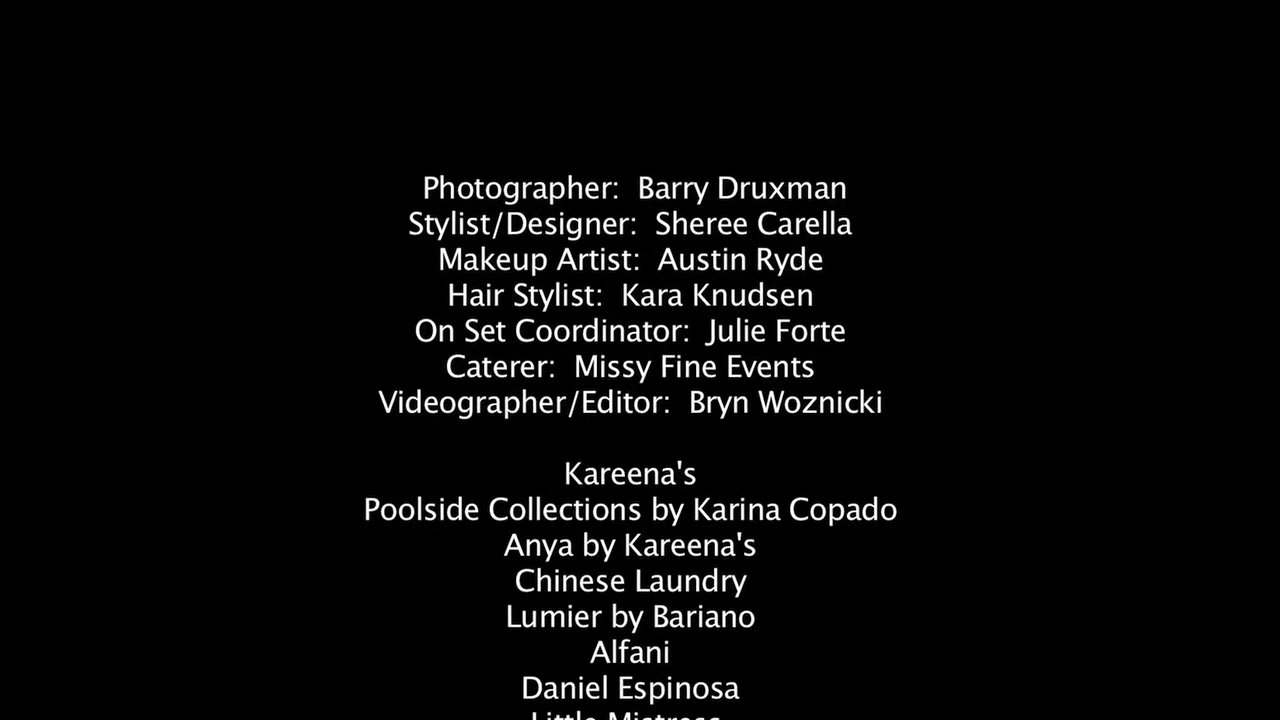 Photographer:  Barry Druxman
Stylist/Designer:  Sheree Carella
Makeup Artist:  Austin Ryde
Hair Stylist:  Kara Knudsen
On Set Coordinator:  Julie Forte
Caterer:  Missy Fine Events
Videographer/Editor:  Bryn Woznicki
Kareena's
Poolside Collections by Karina Copado
Anya by Kareena's
Chinese Laundry
Lumier by Bariano
Alfani
Daniel Espinosa
Little Mistress